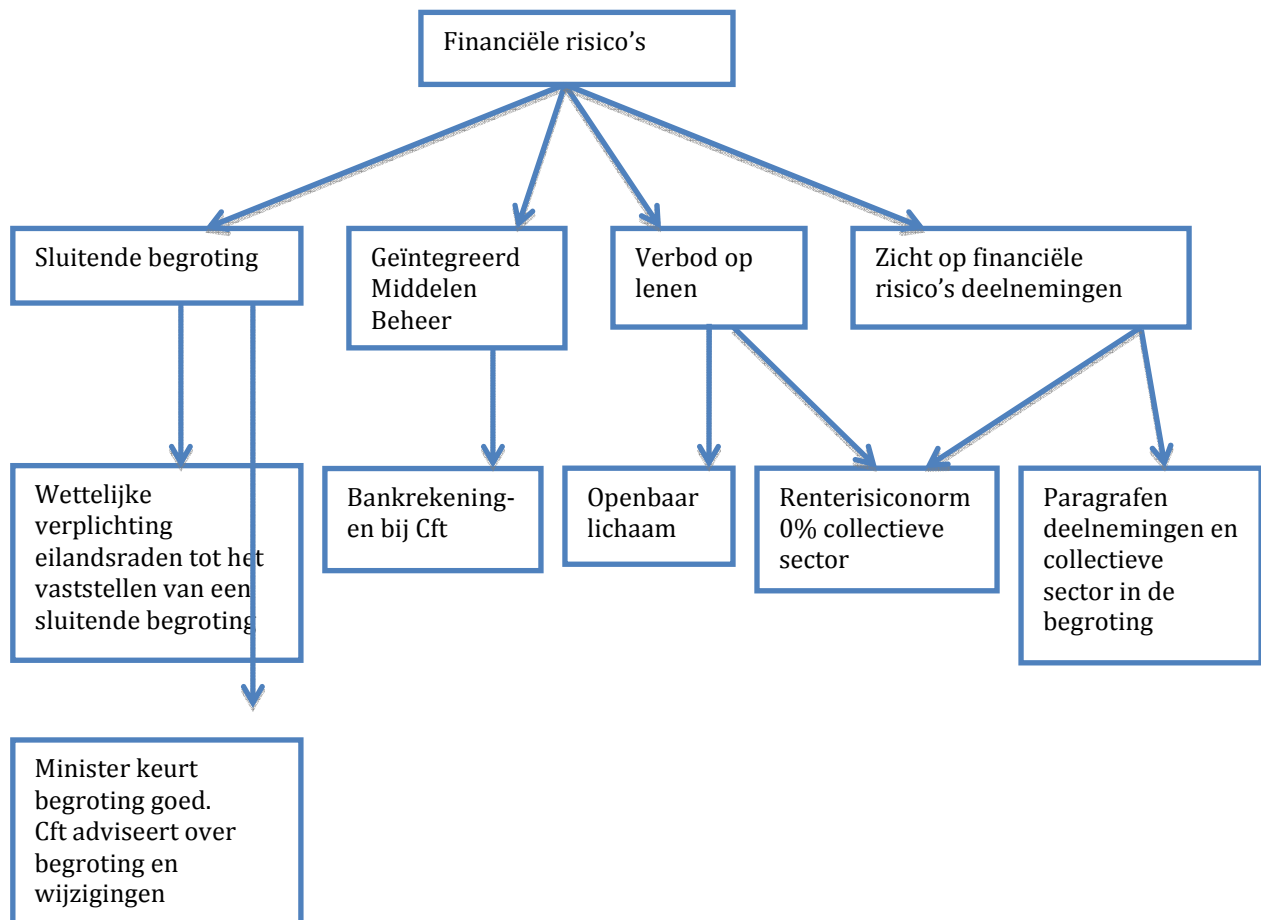 Financiële risico’s
Sluitende begroting
Geïntegreerd
Middelen
Beheer
Verbod op
lenen
Zicht op financiële
risico’s deelnemingen
Wettelijke
verplichting
eilandsraden tot het
vaststellen van een
sluitende begroting
Bankrekening-
en bij Cft
Openbaar
lichaam
Renterisiconorm
0% collectieve
sector
Paragrafen
deelnemingen en
collectieve
sector in de
begroting
Minister keurt
begroting goed.
Cft adviseert over
begroting en
wijzigingen